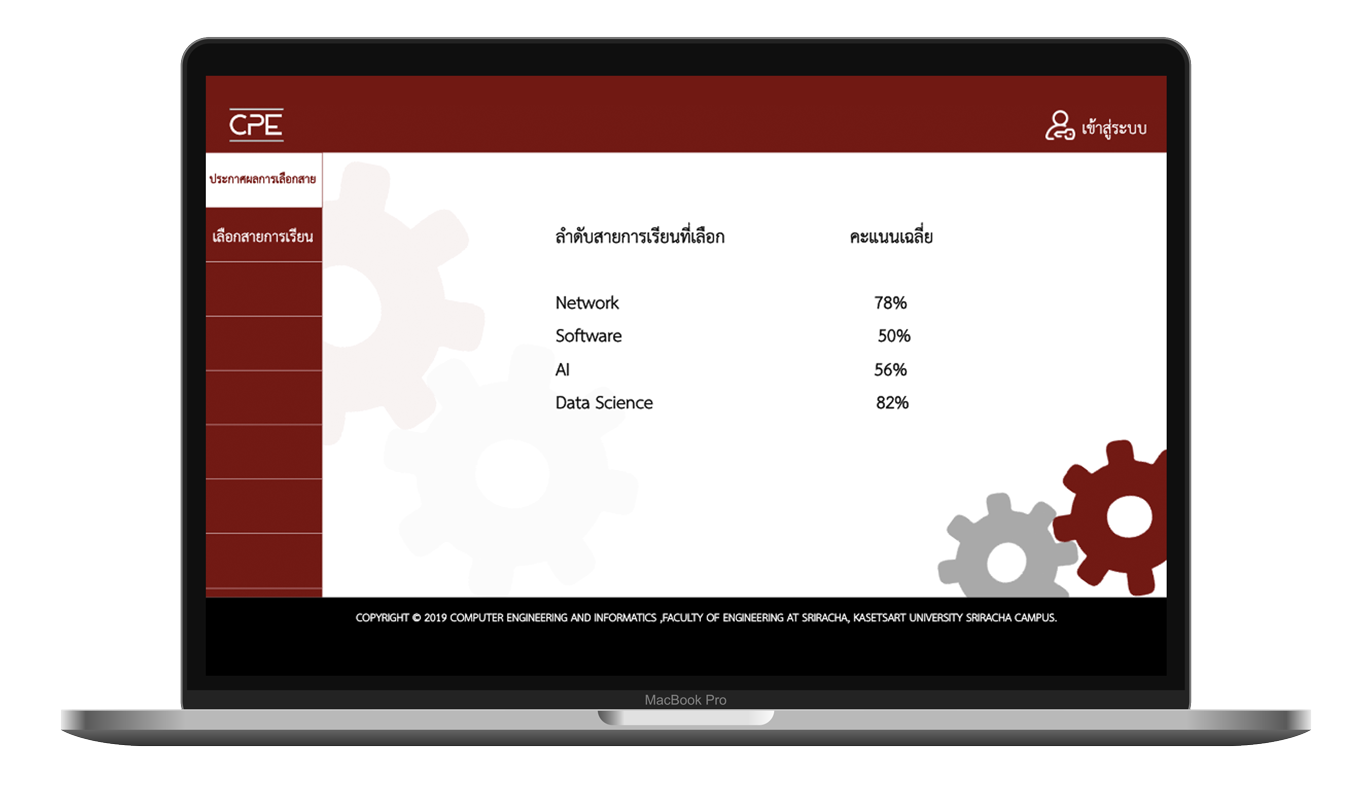 CPE
เข้าสู่ระบบ
ประกาศผลการเลือกสาย
เลือกสายการเรียน
ลำดับสายการเรียนที่เลือก คะแนนเฉลี่ย
Network 78%
Software 50%
AI 56%
Data Science 82%
COPYRIGHT © 2019 COMPUTER ENGINEERING AND INFORMATICS ,FACULTY OF ENGINEERING AT SRIRACHA, KASETSART UNIVERSITY SRIRACHA CAMPUS.
MacBook Pro